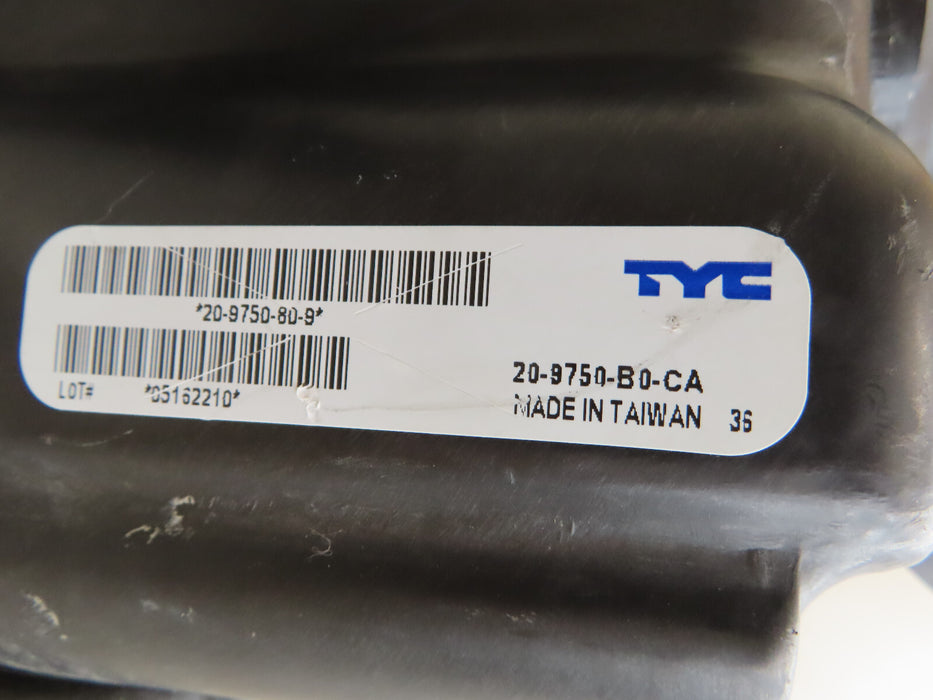 *20-9750-80-9*
LOT# *05162210*
TYC
20-9750-B0-CA
MADE IN TAIWAN 36